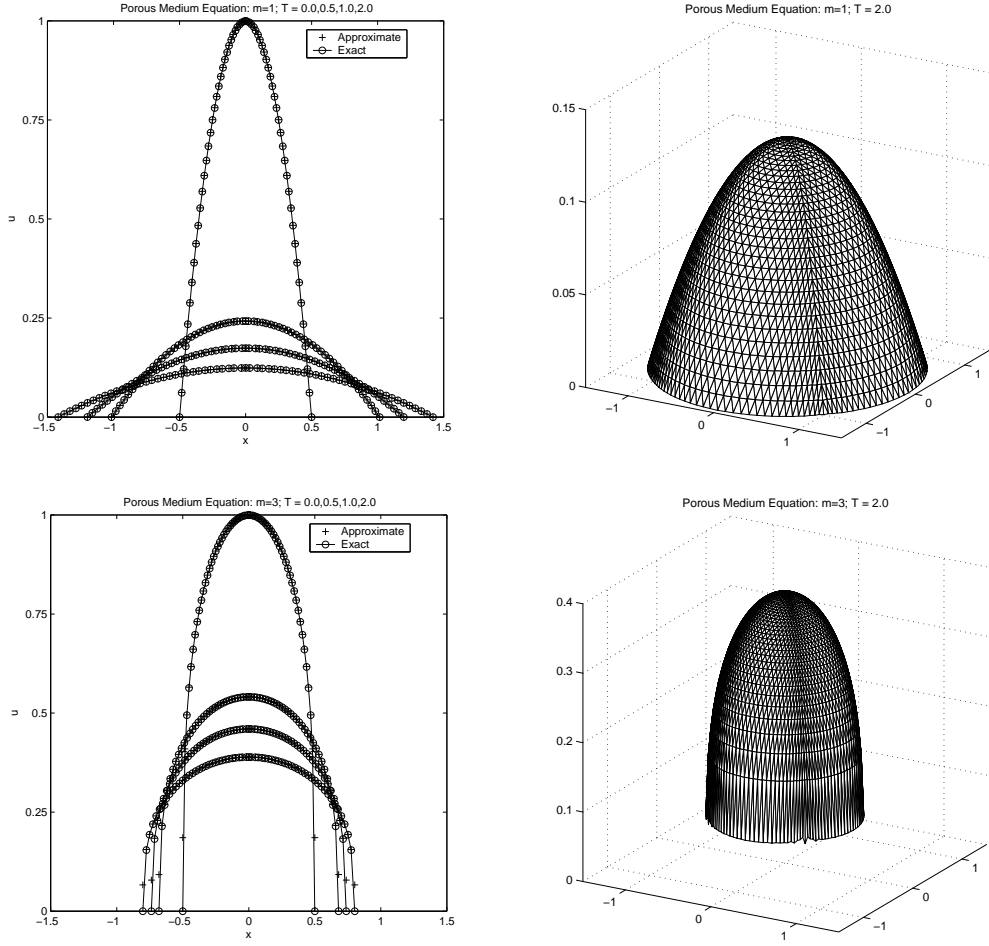 Porous Medium Equation: m=1; T = 0.0,0.5,1.0,2.0
1
0.75
0.5
0.25
0
u
−1.5 −1 −0.5 0 0.5 1 1.5
x
Approximate
Exact
Porous Medium Equation: m=1; T = 2.0
0.15
0.1
0.05
0
−1
0
1
−1
0
1
Porous Medium Equation: m=3; T = 0.0,0.5,1.0,2.0
1
0.75
0.5
0.25
0
u
−1.5 −1 −0.5 0 0.5 1 1.5
x
Approximate
Exact
Porous Medium Equation: m=3; T = 2.0
0.4
0.3
0.2
0.1
0
−1
0
1
−1
0
1